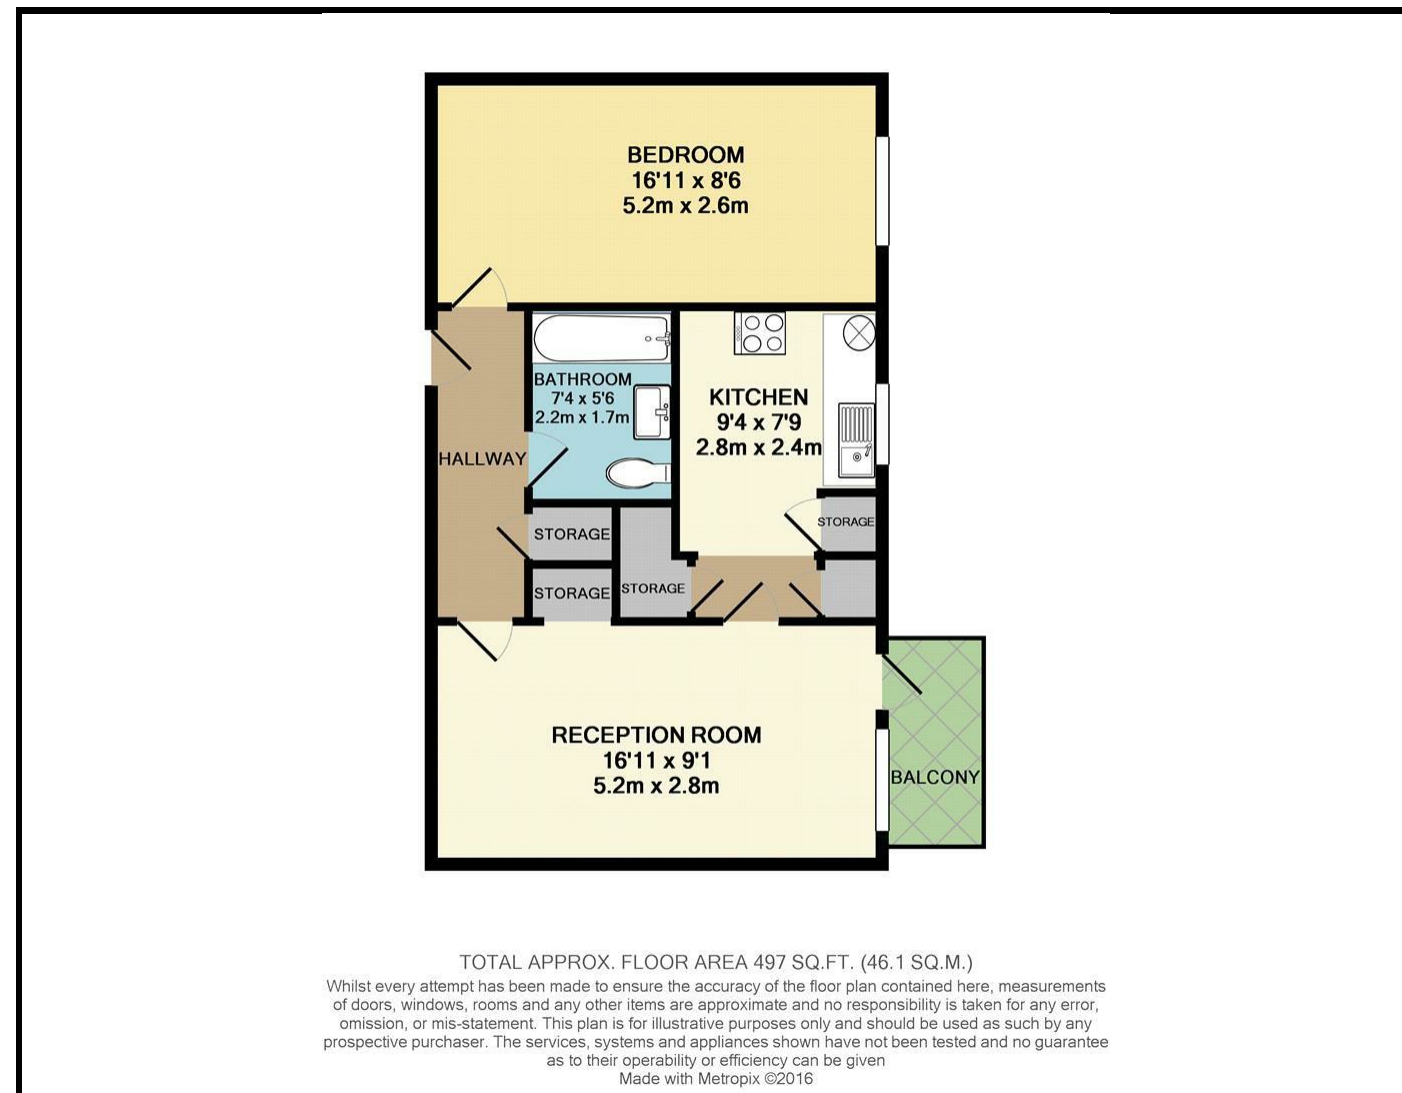 BEDROOM
16'11 x 8'6
5.2m x 2.6m
BATHROOM
7'4 x 5'6
2.2m x 1.7m
KITCHEN
9'4 x 7'9
2.8m x 2.4m
HALLWAY
STORAGE
STORAGE
STORAGE
STORAGE
RECEPTION ROOM
16'11 x 9'1
5.2m x 2.8m
BALCONY
TOTAL APPROX. FLOOR AREA 497 SQ.FT. (46.1 SQ.M.)
Whilst every attempt has been made to ensure the accuracy of the floor plan contained here, measurements
of doors, windows, rooms and any other items are approximate and no responsibility is taken for any error,
omission, or mis-statement. This plan is for illustrative purposes only and should be used as such by any
prospective purchaser. The services, systems and appliances shown have not been tested and no guarantee
as to their operability or efficiency can be given
Made with Metropix ©2016